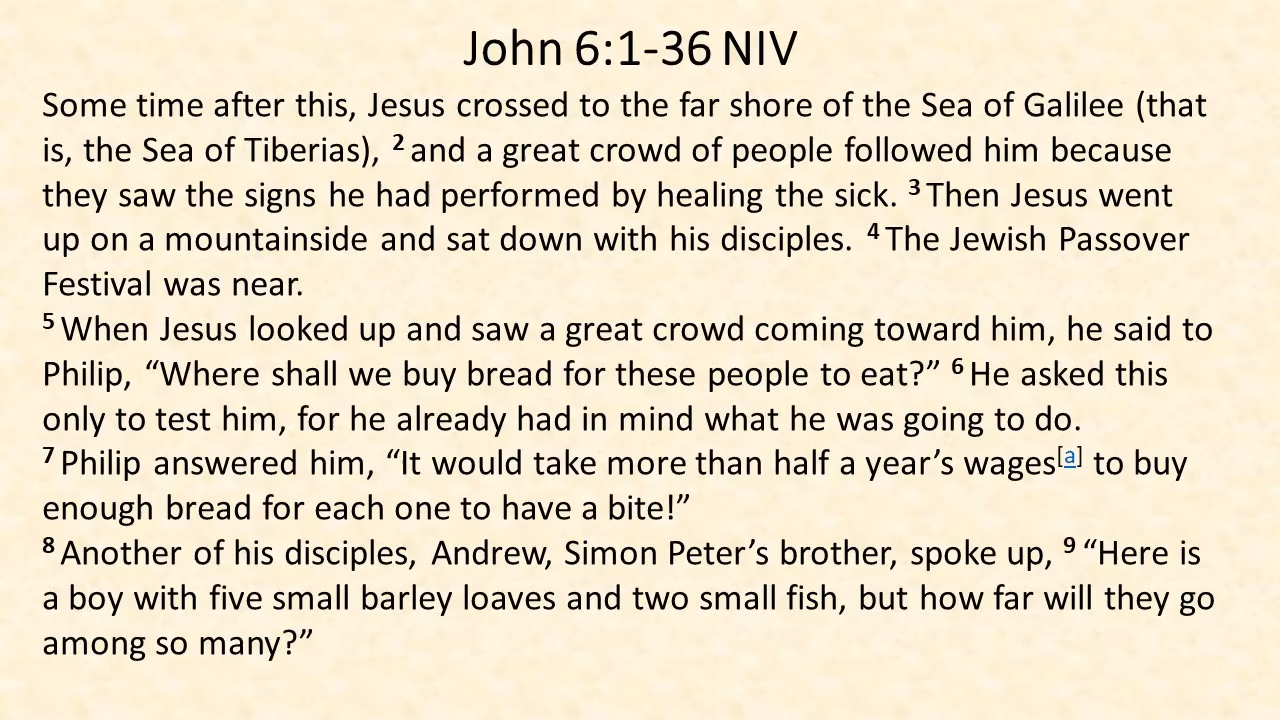 John 6:1-36 NIV
Some time after this, Jesus crossed to the far shore of the Sea of Galilee (that
is, the Sea of Tiberias), 2 and a great crowd of people followed him because
they saw the signs he had performed by healing the sick. 3 Then Jesus went
up on a mountainside and sat down with his disciples. 4 The Jewish Passover
Festival was near.
5 When Jesus looked up and saw a great crowd coming toward him, he said to
Philip, “Where shall we buy bread for these people to eat?” 6 He asked this
only to test him, for he already had in mind what he was going to do.
7 Philip answered him, “It would take more than half a year’s wages[a] to buy
enough bread for each one to have a bite!”
8 Another of his disciples, Andrew, Simon Peter’s brother, spoke up, 9 “Here is
a boy with five small barley loaves and two small fish, but how far will they go
among so many?”